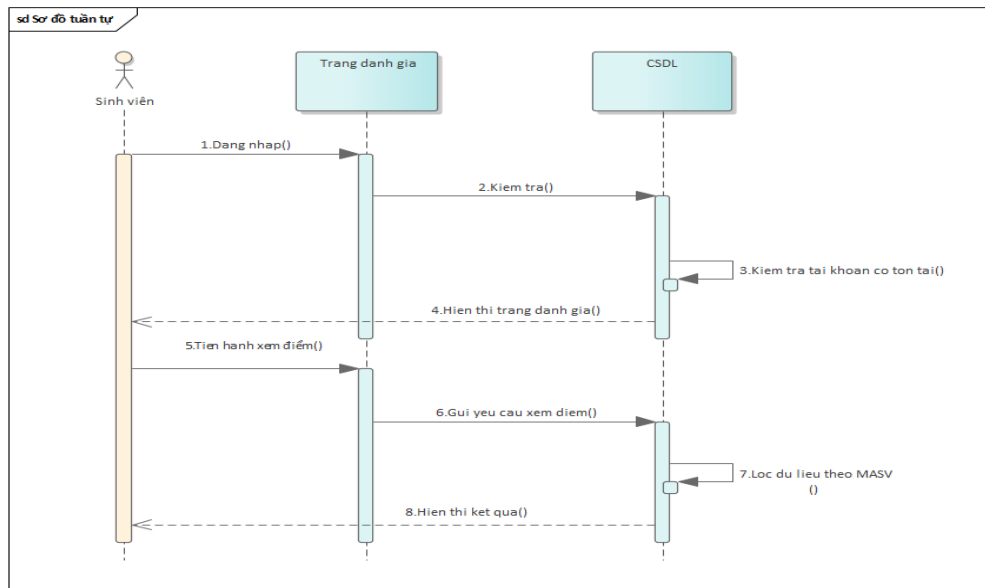 sd Sơ đồ tuần tự
Trang danh gia
CSDL
Sinh viên
1.Dang nhap()
2.Kiem tra()
3.Kiem tra tai khoan co ton tai()
4.Hien thi trang danh gia()
5.Tien hanh xem điểm()
6.Gui yeu cau xem diem()
7.Loc du lieu theo MASV
()
8.Hien thi ket qua()